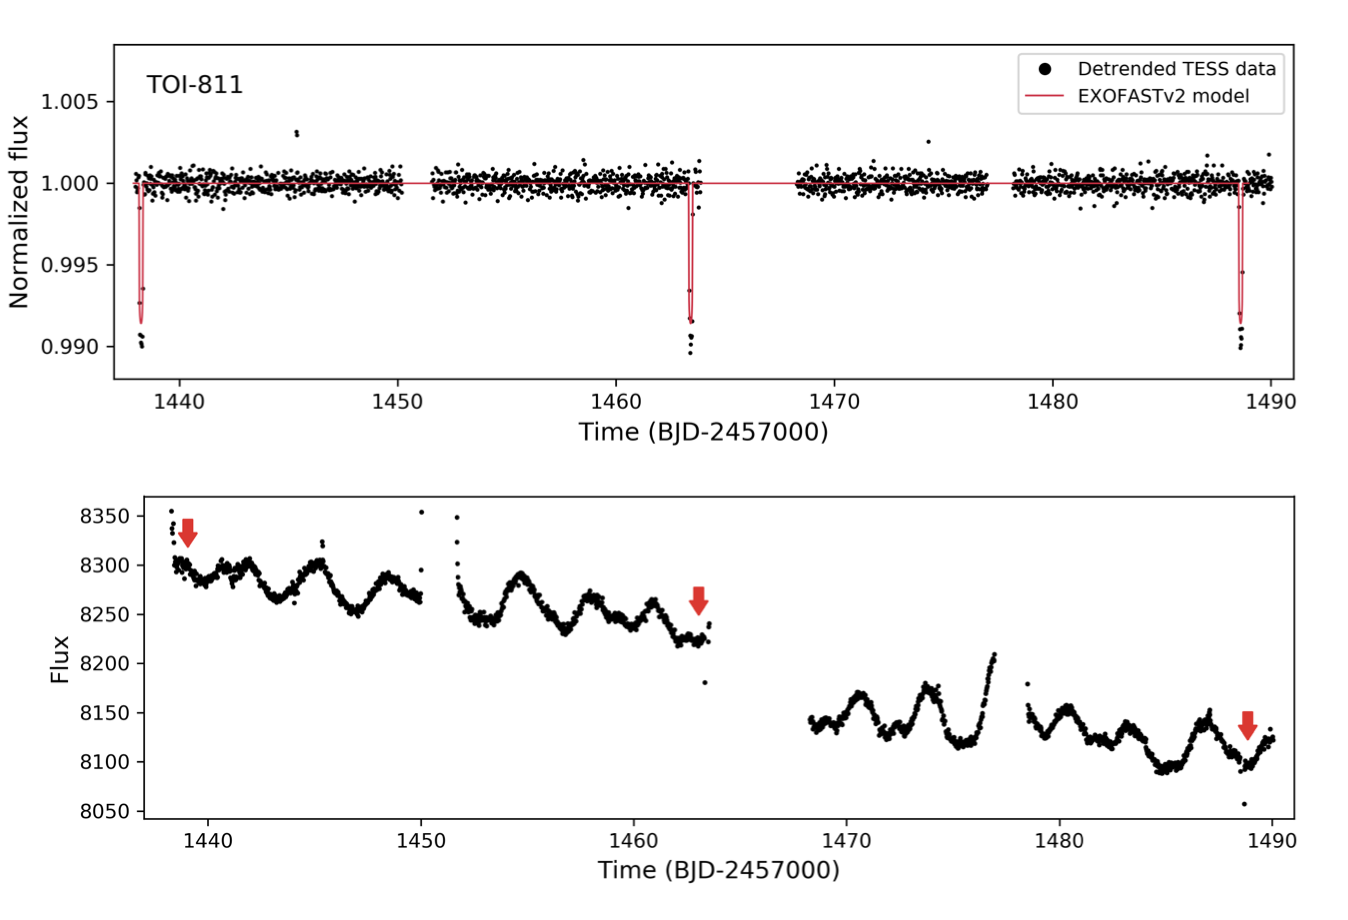 TOI-811
Detrended TESS data
EXOFASTv2 model
Normalized flux
1.005
1.000
0.995
0.990
1440 1450 1460 1470 1480 1490
Time (BJD-2457000)
Flux
8350
8300
8250
8200
8150
8100
8050
1440 1450 1460 1470 1480 1490
Time (BJD-2457000)